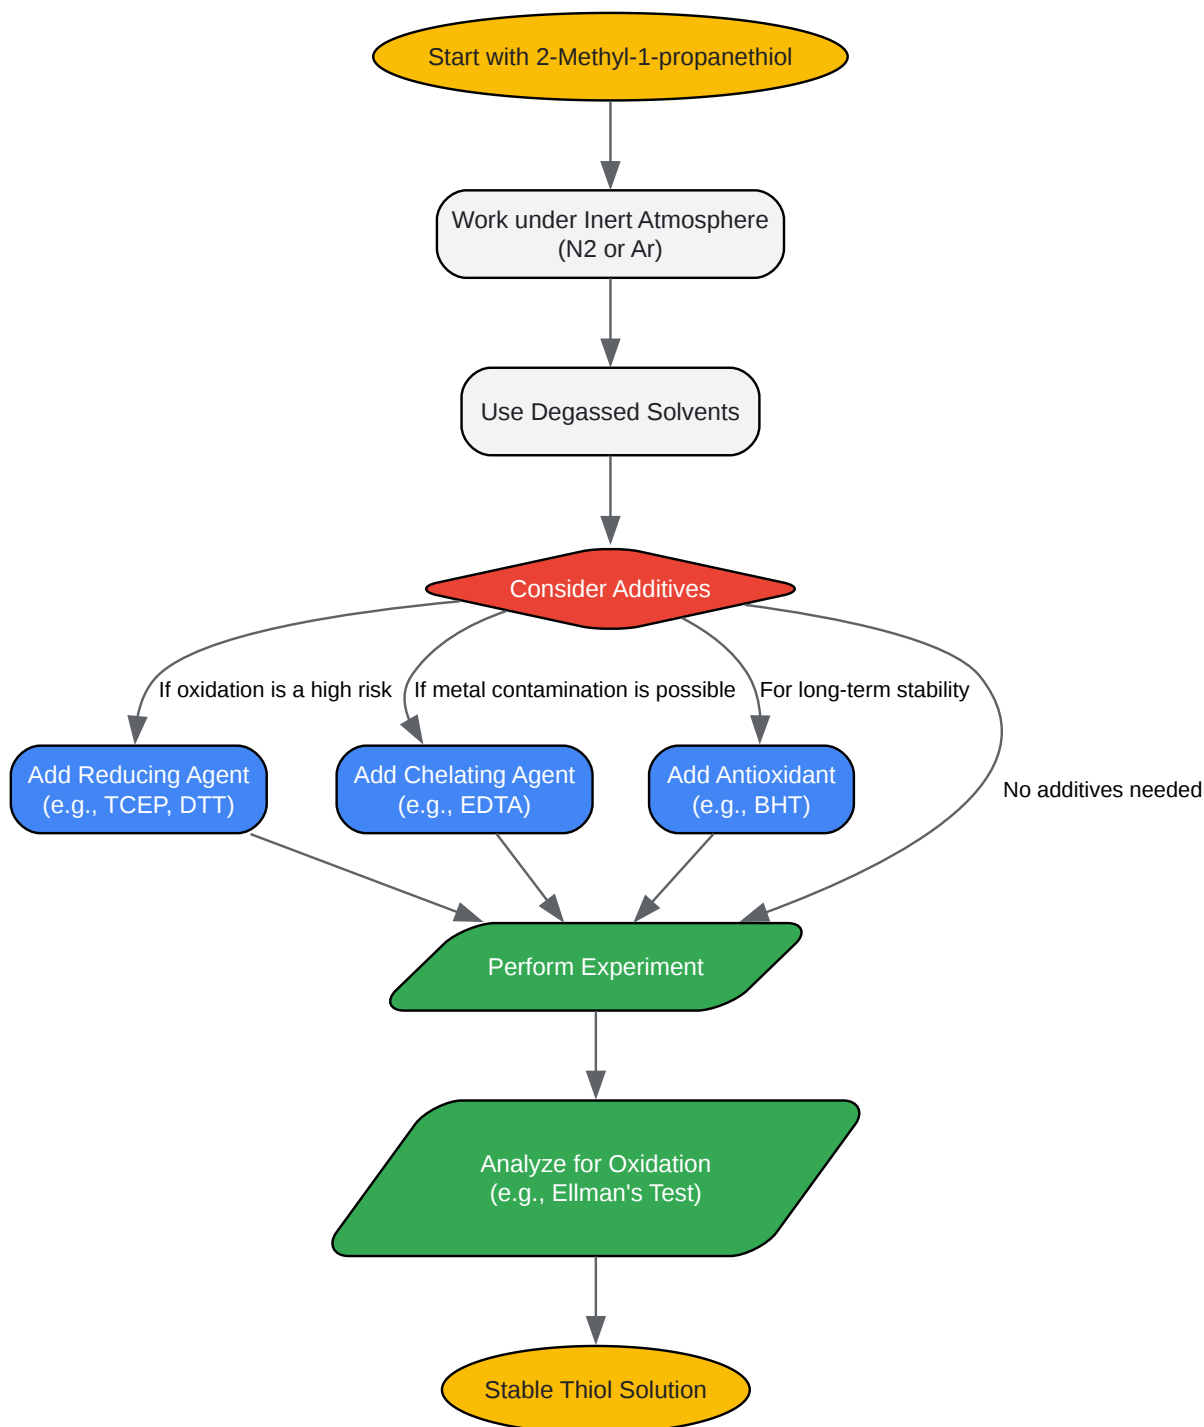 Start with 2-Methyl-1-propanethiol
Work under Inert Atmosphere
(N2 or Ar)
Use Degassed Solvents
Consider Additives
If oxidation is a high risk
If metal contamination is possible
For long-term stability
Add Reducing Agent
(e.g., TCEP, DTT)
Add Chelating Agent
(e.g., EDTA)
Add Antioxidant
(e.g., BHT)
No additives needed
Perform Experiment
Analyze for Oxidation
(e.g., Ellman's Test)
Stable Thiol Solution